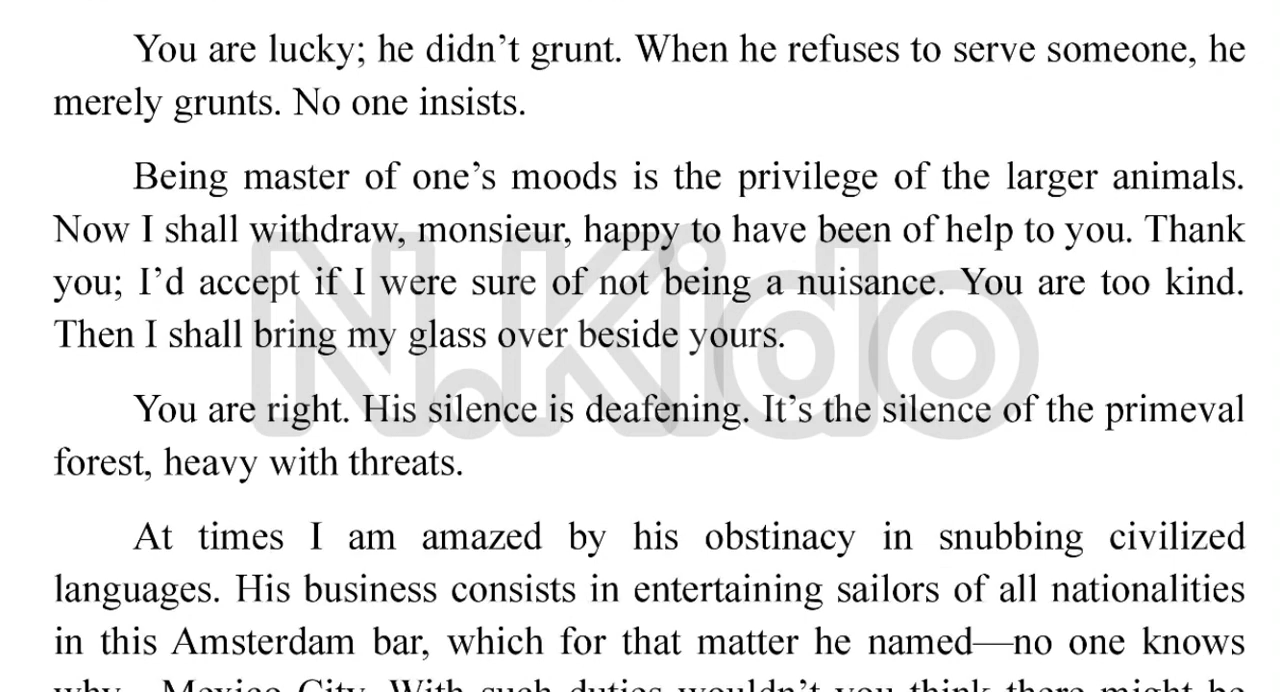 You are lucky; he didn’t grunt. When he refuses to serve someone, he
merely grunts. No one insists.
Being master of one’s moods is the privilege of the larger animals.
Now I shall withdraw, monsieur, happy to have been of help to you. Thank
you; I’d accept if I were sure of not being a nuisance. You are too kind.
Then I shall bring my glass over beside yours.
N.Kido
You are right. His silence is deafening. It’s the silence of the primeval
forest, heavy with threats.
At times I am amazed by his obstinacy in snubbing civilized
languages. His business consists in entertaining sailors of all nationalities
in this Amsterdam bar, which for that matter he named—no one knows
why—Mexico City. With such duties wouldn’t you think there might be